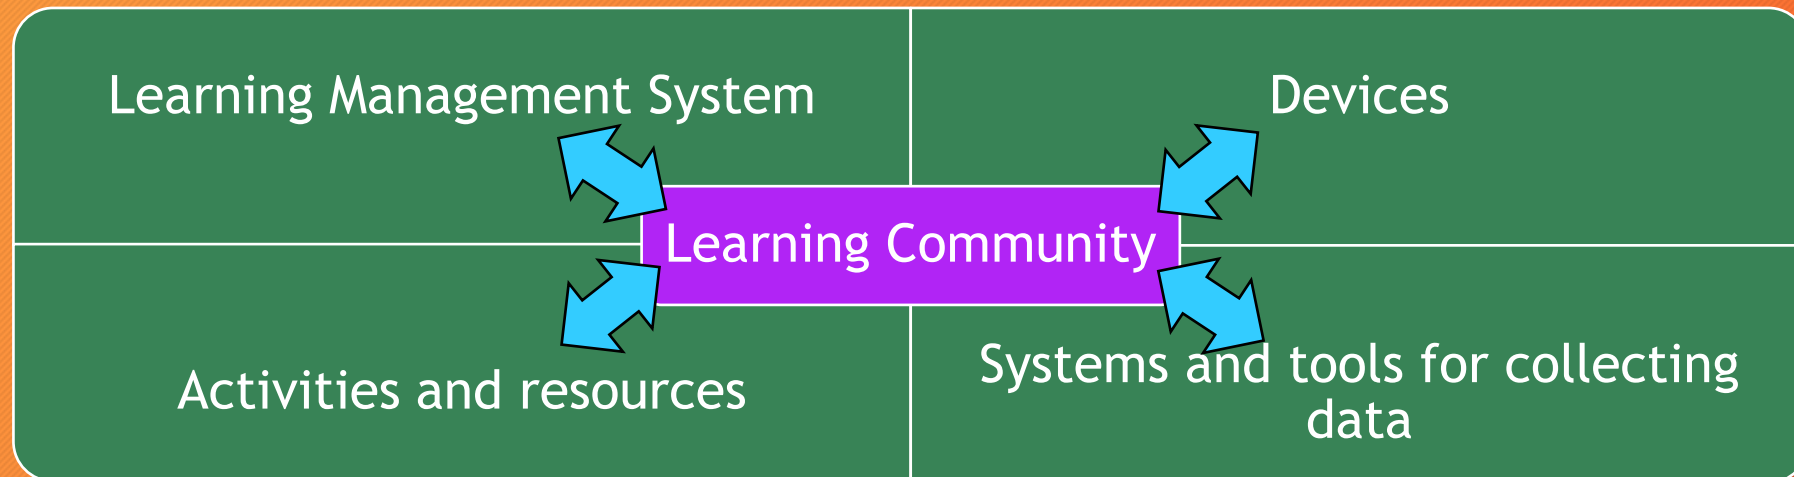 Learning Management System
Devices
Learning Community
Activities and resources
Systems and tools for collecting
data